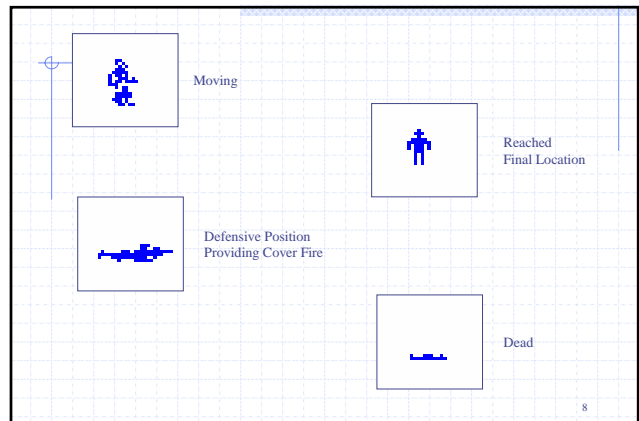 Moving
Reached
Final Location
Defensive Position
Providing Cover Fire
Dead
8